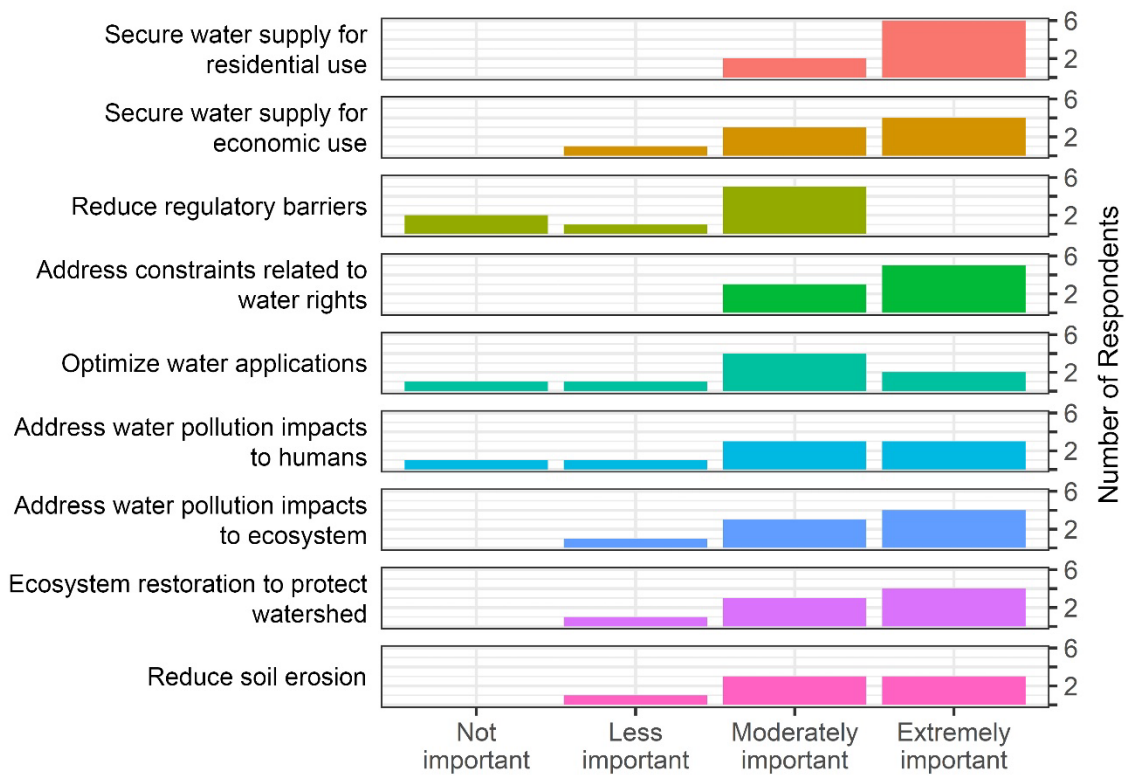 Secure water supply for
residential use
6
2
Secure water supply for
economic use
6
2
Reduce regulatory barriers
6
2
Address constraints related to
water rights
6
2
Optimize water applications
6
2
Address water pollution impacts
to humans
6
2
Address water pollution impacts
to ecosystem
6
2
Ecosystem restoration to protect
watershed
6
2
Reduce soil erosion
6
2
Number of Respondents
Not
important
Less
important
Moderately
important
Extremely
important